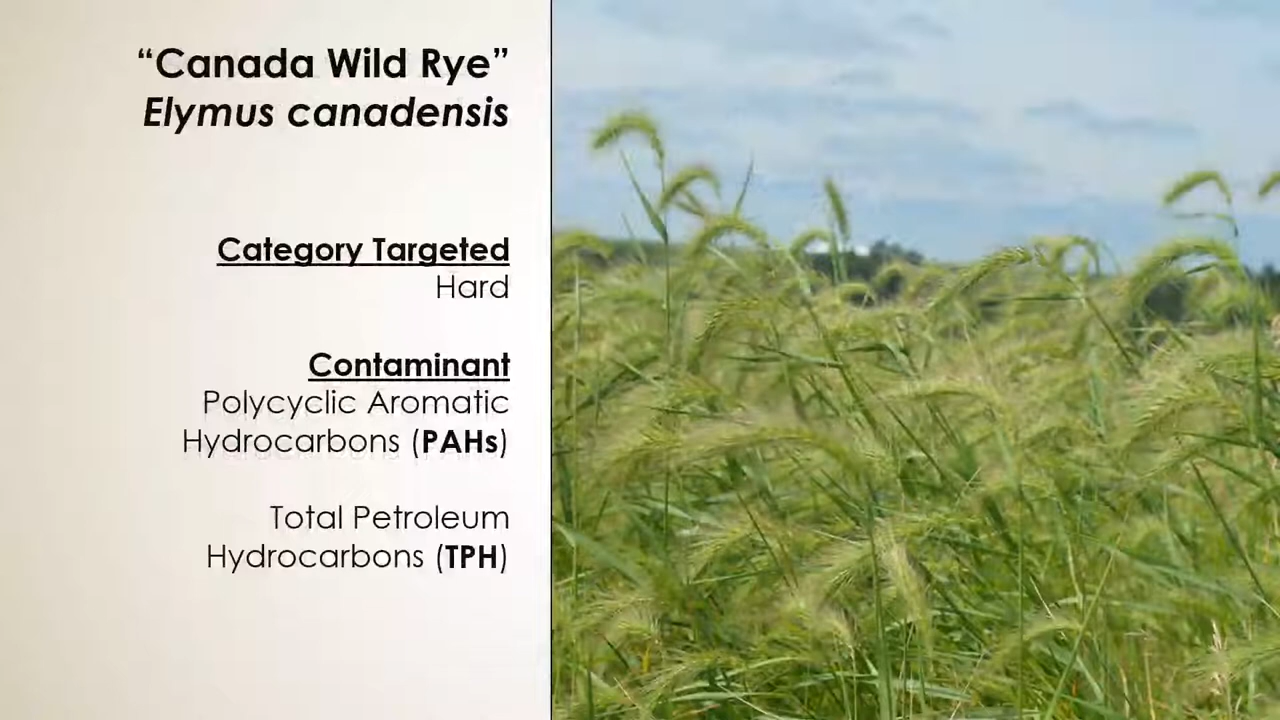 “Canada Wild Rye”
Elymus canadensis
Category Targeted
Hard
Contaminant
Polycyclic Aromatic
Hydrocarbons (PAHs)
Total Petroleum
Hydrocarbons (TPH)